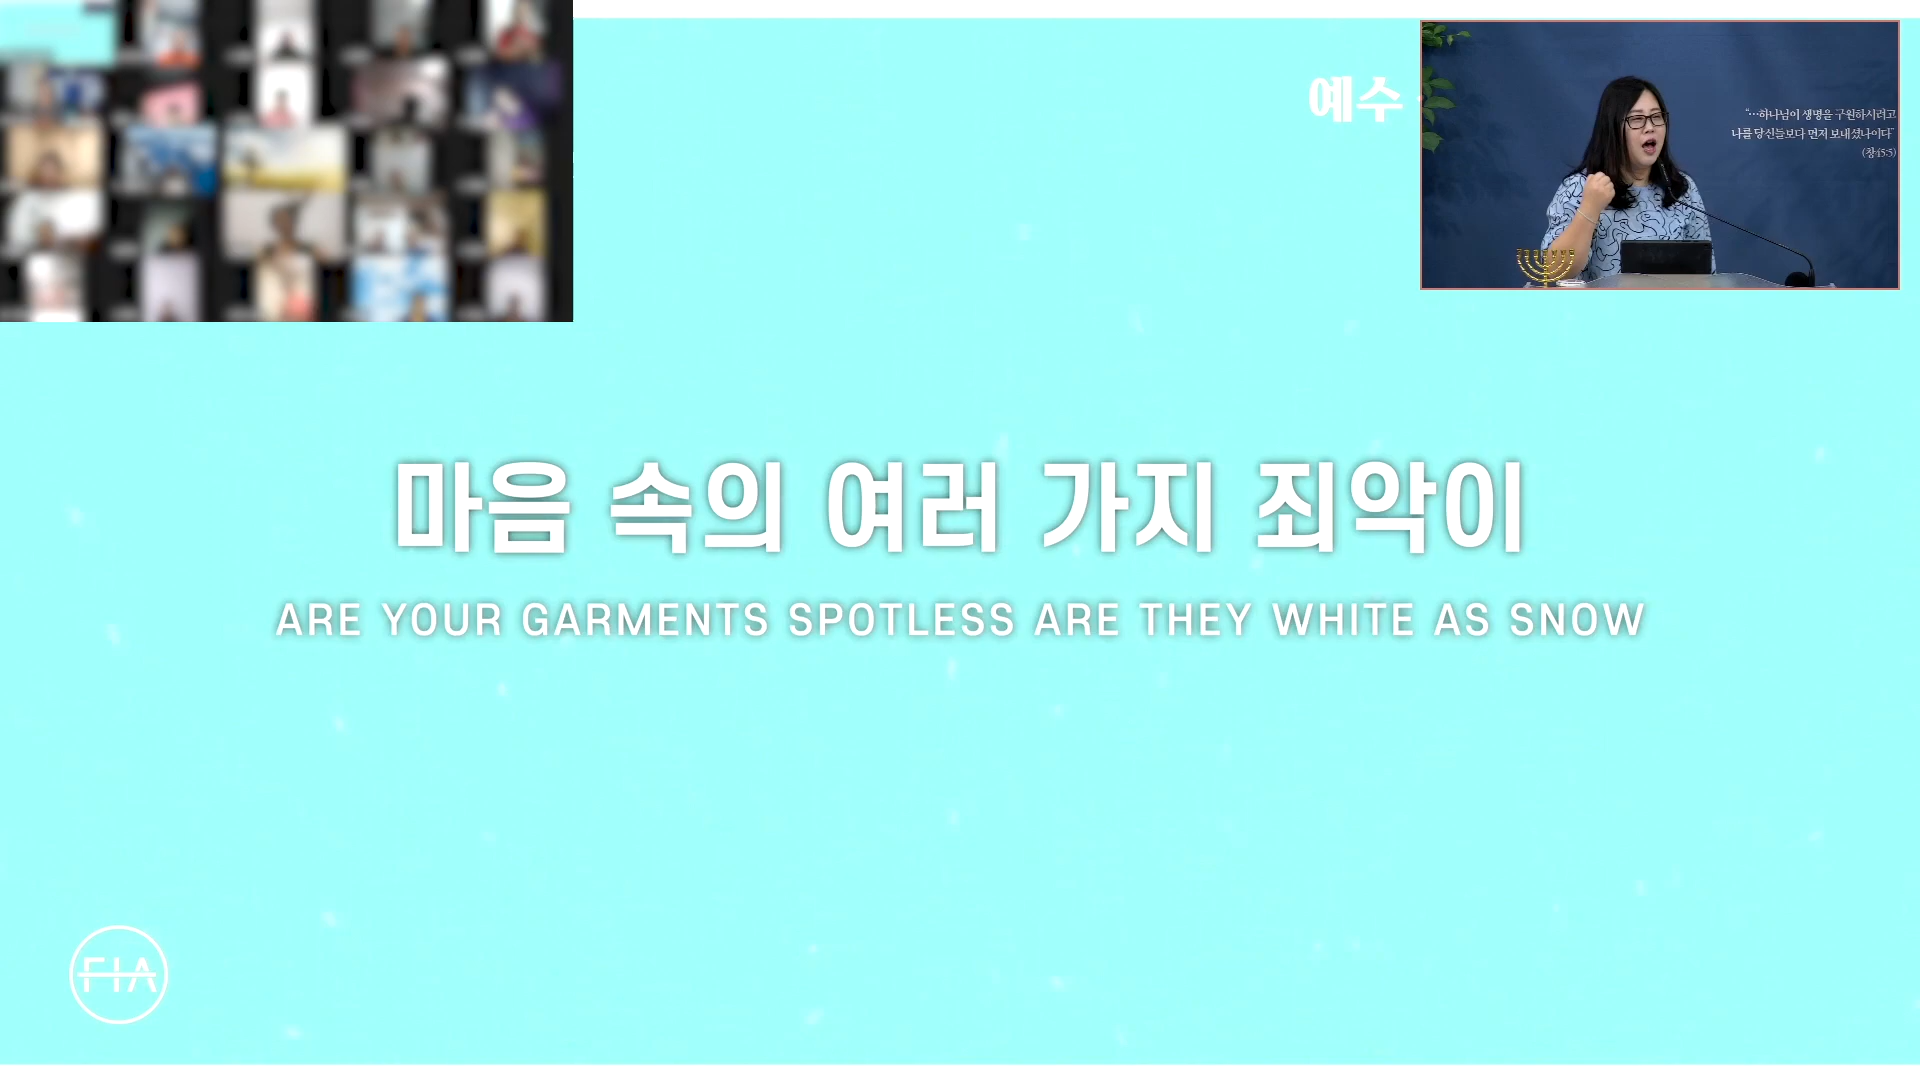 예수
"…하나님이 생명을 구원하시려고
나를 당신들보다 먼저 보내셨나이다"
(창45:5)
마음 속의 여러 가지 죄악이
ARE YOUR GARMENTS SPOTLESS ARE THEY WHITE AS SNOW
FIA